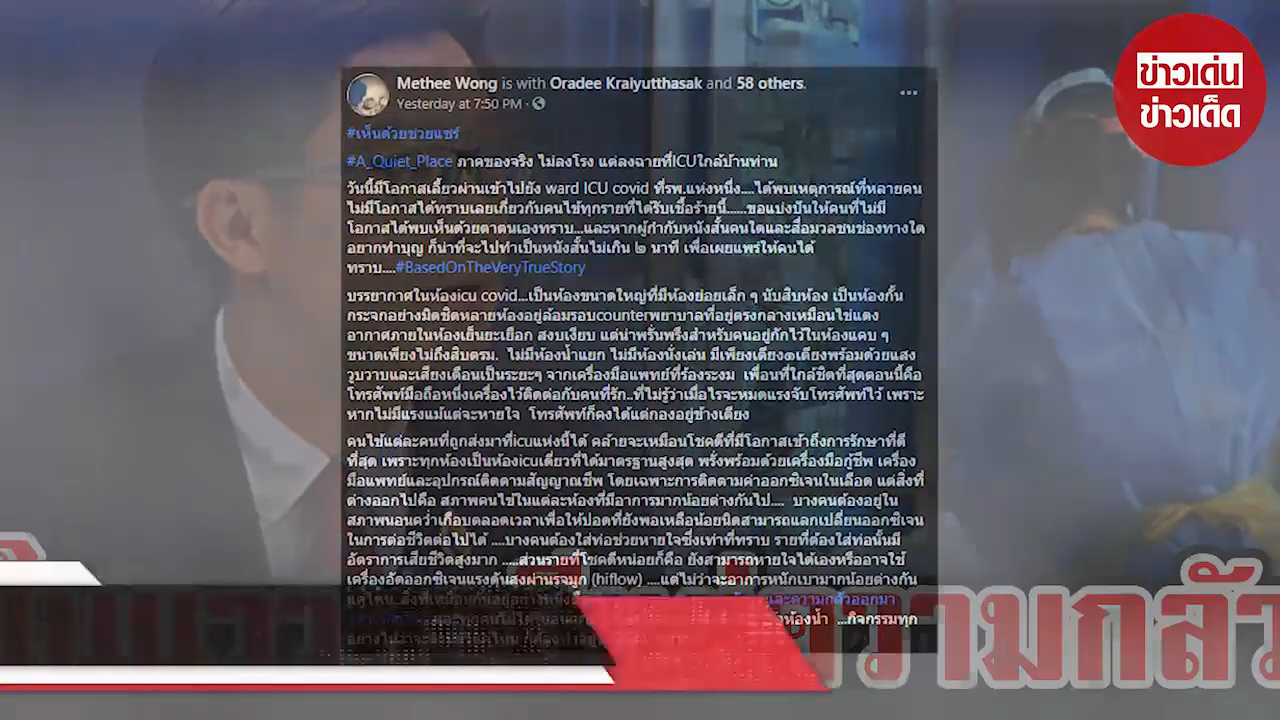 ข่าวเด่น
ข่าวเด็ด
Methee Wong is with Oradee Kraiyutthasak and 58 others.
Yesterday at 7:50 PM
#เห็นด้วยช่วยแชร์
#A_Quiet_Place ภาคของจริง ไม่ลงโรง แต่ลงฉายที่ICUใกล้บ้านท่าน
วันนี้มีโอกาสเลี้ยวผ่านเข้าไปยัง ward ICU covid ที่รพ.แห่งหนึ่ง....ได้พบเหตุการณ์ที่หลายคน
ไม่มีโอกาสได้ทราบเลยเกี่ยวกับคนไข้ทุกรายที่ได้รับเชื้อร้ายนี้......ขอแบ่งปันให้คนที่ไม่มี
โอกาสได้พบเห็นด้วยตาตนเองทราบ...และหากผู้กำกับหนังสั้นคนใดและสื่อมวลชนช่องทางใด
อยากทำบุญ ก็น่าที่จะไปทำเป็นหนังสั้นไม่เกิน ๒ นาที เพื่อเผยแพร่ให้คนได้
ทราบ....#BasedOnTheVeryTrueStory
บรรยากาศในห้องicu covid...เป็นห้องขนาดใหญ่ที่มีห้องย่อยเล็ก ๆ นับสิบห้อง เป็นห้องกั้น
กระจกอย่างมิดชิดหลายห้องอยู่ล้อมรอบcounterพยาบาลที่อยู่ตรงกลางเหมือนไข่แดง
อากาศภายในห้องเย็นยะเยือก สงบเงียบ แต่น่าพรั่นพรึงสำหรับคนอยู่กักไว้ในห้องแคบ ๆ
ขนาดเพียงไม่ถึงสิบตรม. ไม่มีห้องน้ำแยก ไม่มีห้องนั่งเล่น มีเพียงเตียง๑เตียงพร้อมด้วยแสง
วูบวาบและเสียงเตือนเป็นระยะๆ จากเครื่องมือแพทย์ที่ร้องระงม เพื่อนที่ใกล้ชิดที่สุดตอนนี้คือ
โทรศัพท์มือถือหนึ่งเครื่องไว้ติดต่อกับคนที่รัก..ที่ไม่รู้ว่าเมื่อไรจะหมดแรงจับโทรศัพท์ไว้ เพราะ
หากไม่มีแรงแม้แต่จะหายใจ โทรศัพท์ก็คงได้แต่กองอยู่ข้างเตียง
คนไข้แต่ละคนที่ถูกส่งมาที่icuแห่งนี้ได้ คล้ายจะเหมือนโชคดีที่มีโอกาสเข้าถึงการรักษาที่ดี
ที่สุด เพราะทุกห้องเป็นห้องicuเดี่ยวที่ได้มาตรฐานสูงสุด พรั่งพร้อมด้วยเครื่องมือกู้ชีพ เครื่อง
มือแพทย์และอุปกรณ์ติดตามสัญญาณชีพ โดยเฉพาะการติดตามค่าออกซิเจนในเลือด แต่สิ่งที่
ต่างออกไปคือ สภาพคนไข้ในแต่ละห้องที่มีอาการมากน้อยต่างกันไป.... บางคนต้องอยู่ใน
สภาพนอนคว่ำเกือบตลอดเวลาเพื่อให้ปอดที่ยังพอเหลือน้อยนิดสามารถแลกเปลี่ยนออกซิเจน
ในการต่อชีวิตต่อไปได้ ....บางคนต้องใส่ท่อช่วยหายใจซึ่งเท่าที่ทราบ รายที่ต้องใส่ท่อนั้นมี
อัตราการเสียชีวิตสูงมาก .....ส่วนรายที่โชคดีหน่อยก็คือ ยังสามารถหายใจได้เองหรืออาจใช้
เครื่องอัดออกซิเจนแรงดันสูงผ่านรูจมูก (hiflow) ....แต่ไม่ว่าจะอาการหนักเบามากน้อยต่างกัน
และความกลัวออกมา
ห้องน้ำ ...กิจกรรมทุก
ความกลัว